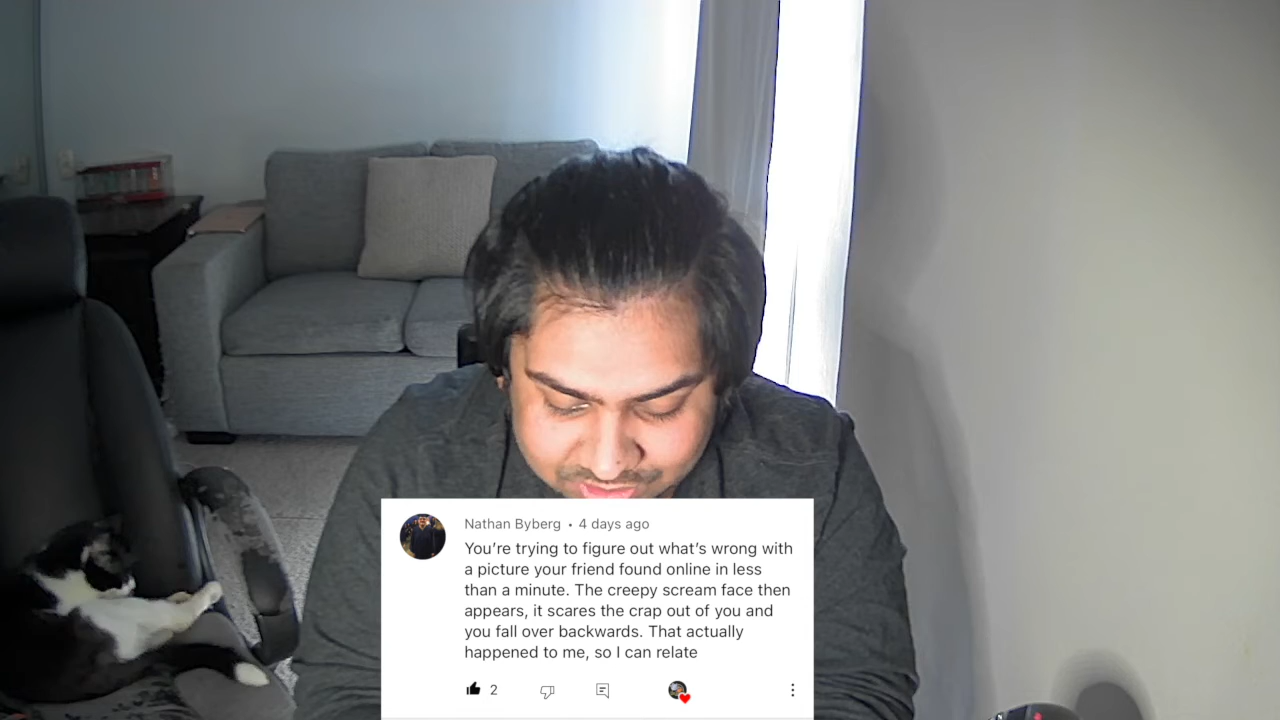 Nathan Byberg • 4 days ago
You’re trying to figure out what’s wrong with
a picture your friend found online in less
than a minute. The creepy scream face then
appears, it scares the crap out of you and
you fall over backwards. That actually
happened to me, so I can relate
2